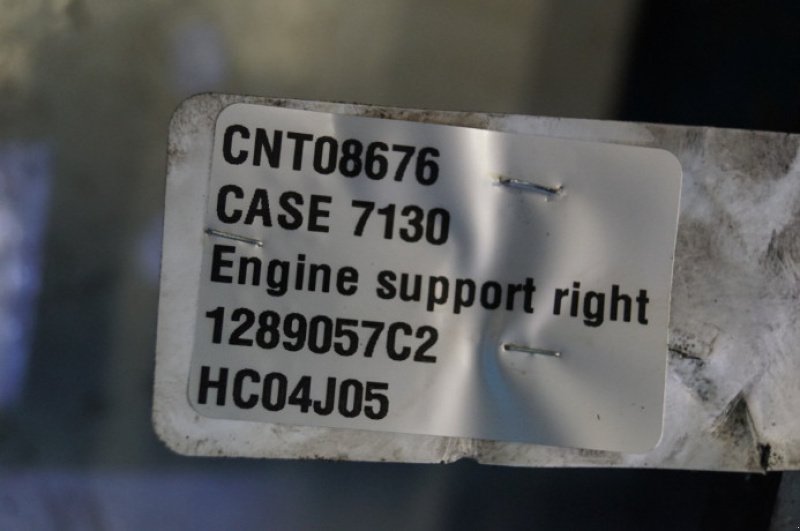 CNT08676
CASE 7130
Engine support right
1289057C2
HC04J05